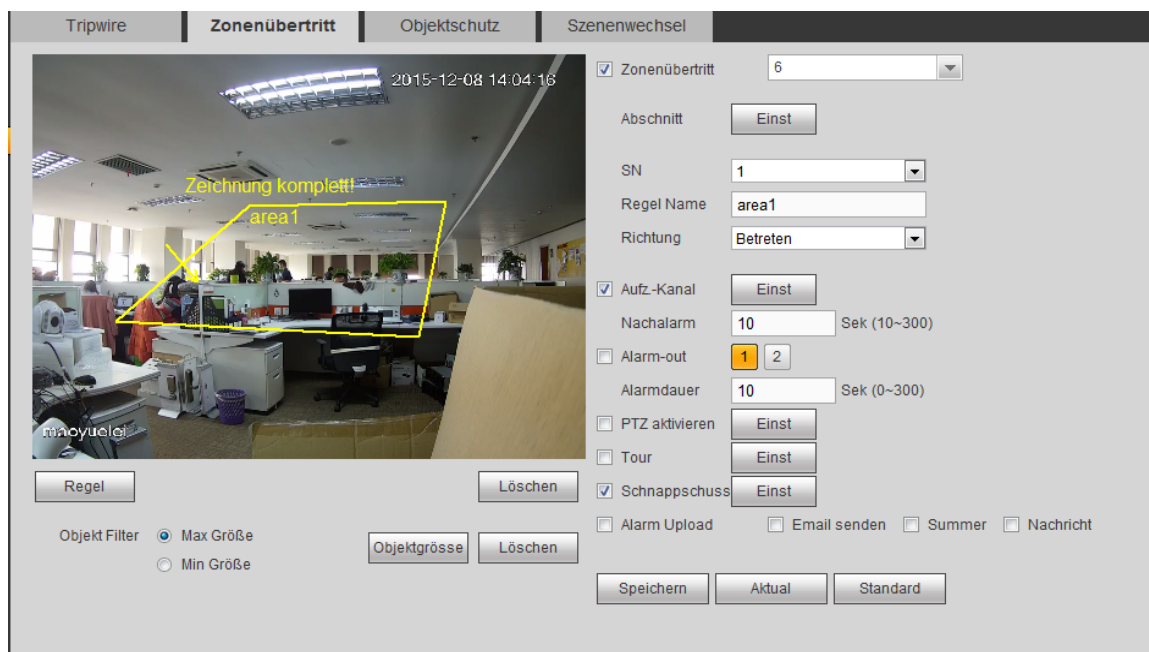 Tripwire
Zonenübertritt
Objektschutz
Szenenwechsel
2015-12-08 14:04:16
Zeichnung komplett!
area1
maoyuelei
Regel
Löschen
Objekt Filter
Max Größe
Min Größe
Objektgrösse
Löschen
Zonenübertritt
6
Abschnitt
Einst
SN
1
Regel Name
area1
Richtung
Betreten
Aufz.-Kanal
Einst
Nachalarm
10
Sek (10~300)
Alarm-out
1
2
Alarmdauer
10
Sek (0~300)
PTZ aktivieren
Einst
Tour
Einst
Schnappschuss
Einst
Alarm Upload
Email senden
Summer
Nachricht
Speichern
Aktual
Standard